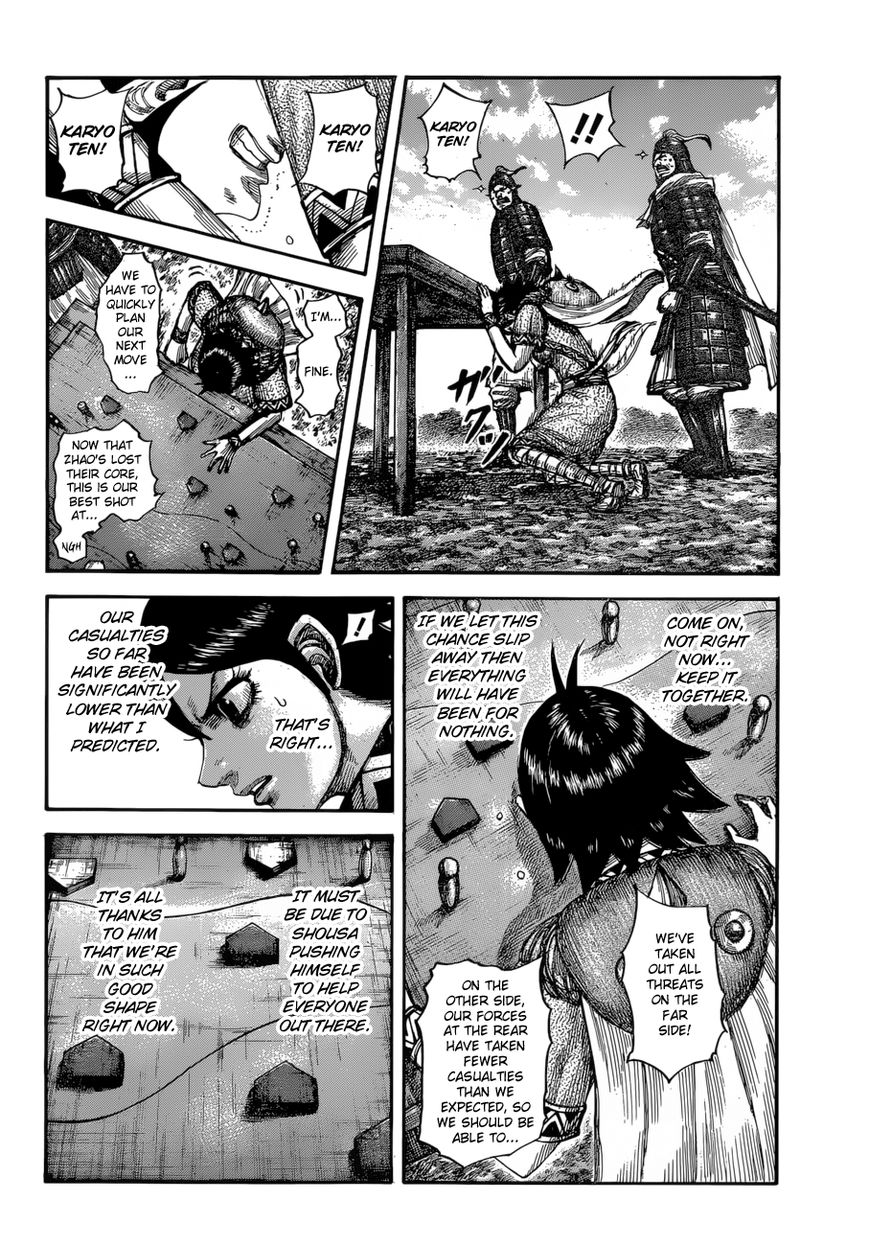 !!
KARYO
TEN!
ガクッ
KARYO
TEN!
KARYO
TEN!
I'M...
FINE.
WE
HAVE TO
QUICKLY
PLAN
OUR
NEXT
MOVE
...
NOW THAT
ZHAO'S LOST
THEIR CORE,
THIS IS OUR
BEST SHOT
AT...
NGH
COME ON,
NOT RIGHT
NOW...
KEEP IT
TOGETHER.
IF WE LET THIS
CHANCE SLIP
AWAY THEN
EVERYTHING
WILL HAVE
BEEN FOR
NOTHING.
WE'VE
TAKEN
OUT ALL
THREATS
ON THE
FAR
SIDE!
ON THE
OTHER SIDE,
OUR FORCES
AT THE REAR
HAVE TAKEN
FEWER
CASUALTIES
THAN WE
EXPECTED, SO
WE SHOULD BE
ABLE TO...
!
THAT'S
RIGHT...
OUR
CASUALTIES
SO FAR
HAVE BEEN
SIGNIFICANTLY
LOWER THAN
WHAT I
PREDICTED.
IT MUST
BE DUE TO
SHOUSA
PUSHING
HIMSELF
TO HELP
EVERYONE
OUT THERE.
IT'S ALL
THANKS
TO HIM
THAT WE'RE
IN SUCH
GOOD
SHAPE
RIGHT NOW.